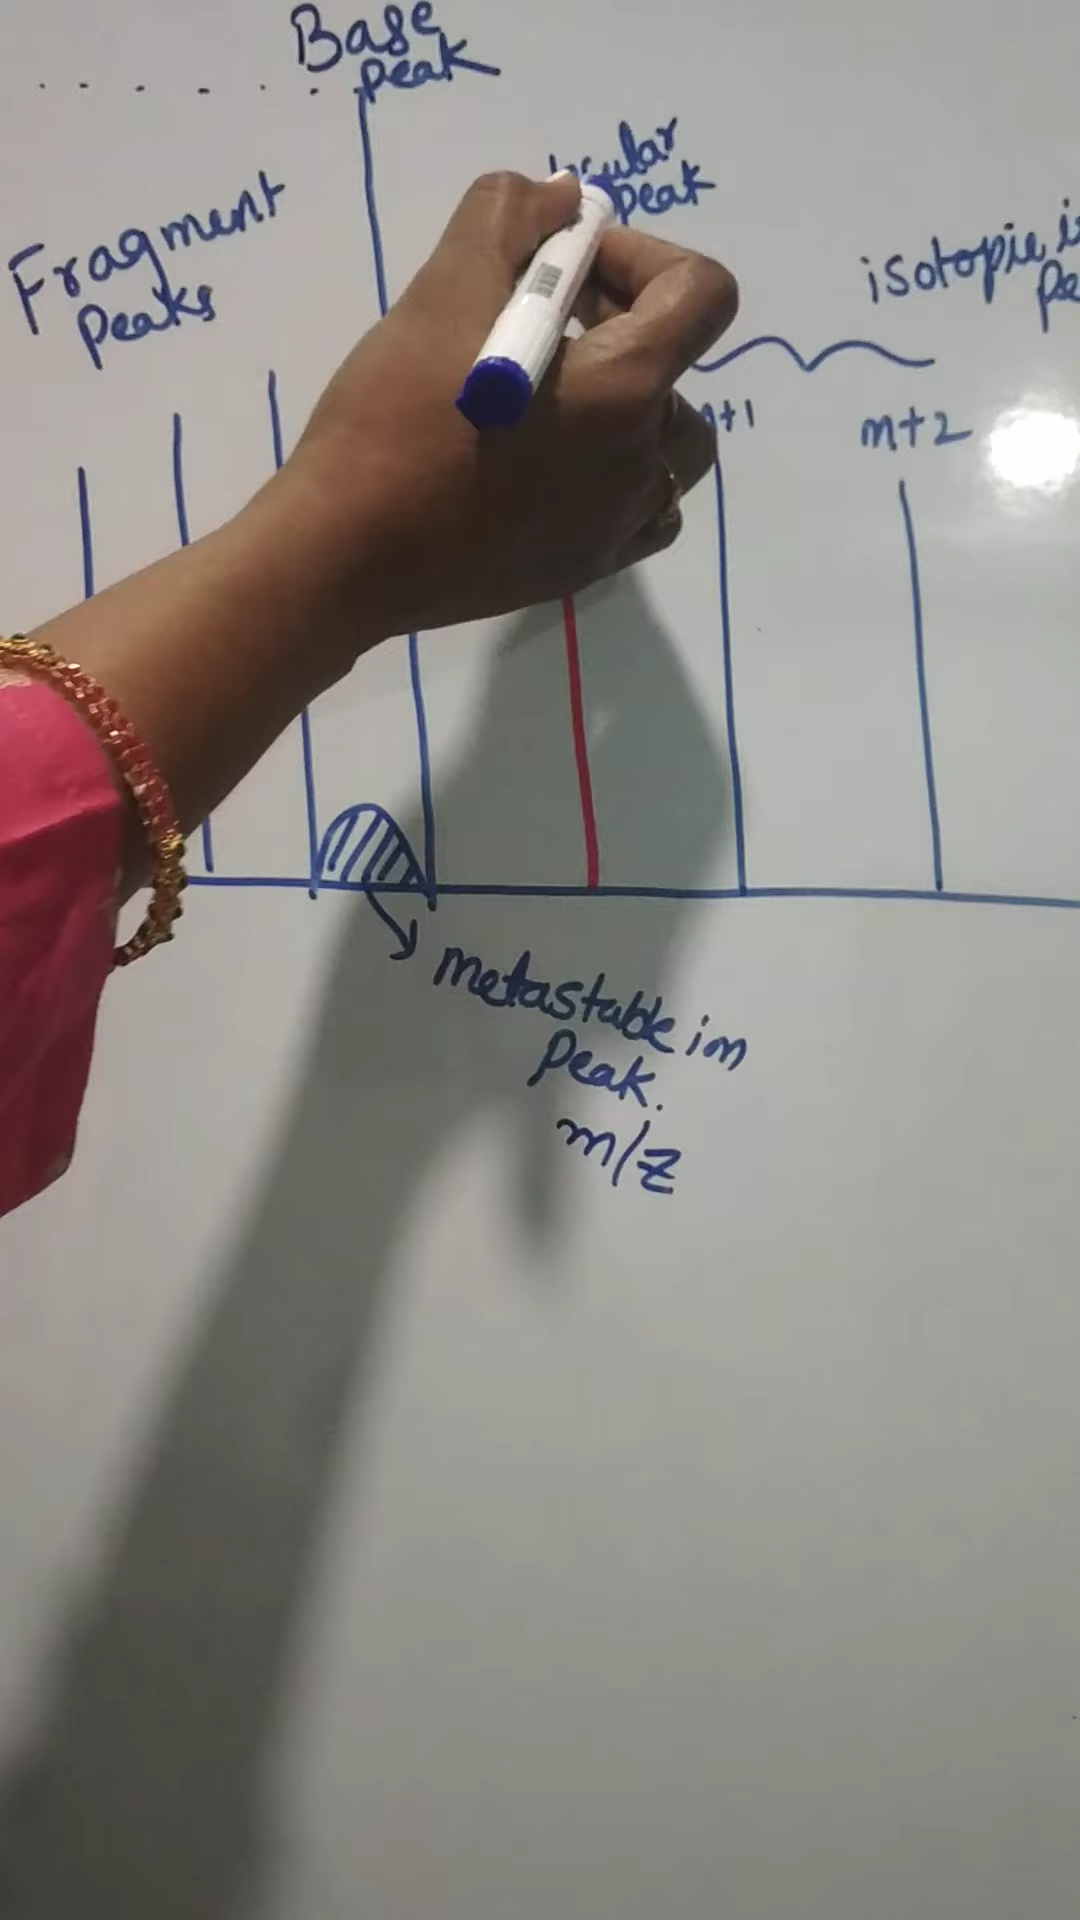 Base
Peak
Peak
Fragment
Peaks
isotopic
m+2
metastable ion
Peak.
m/z